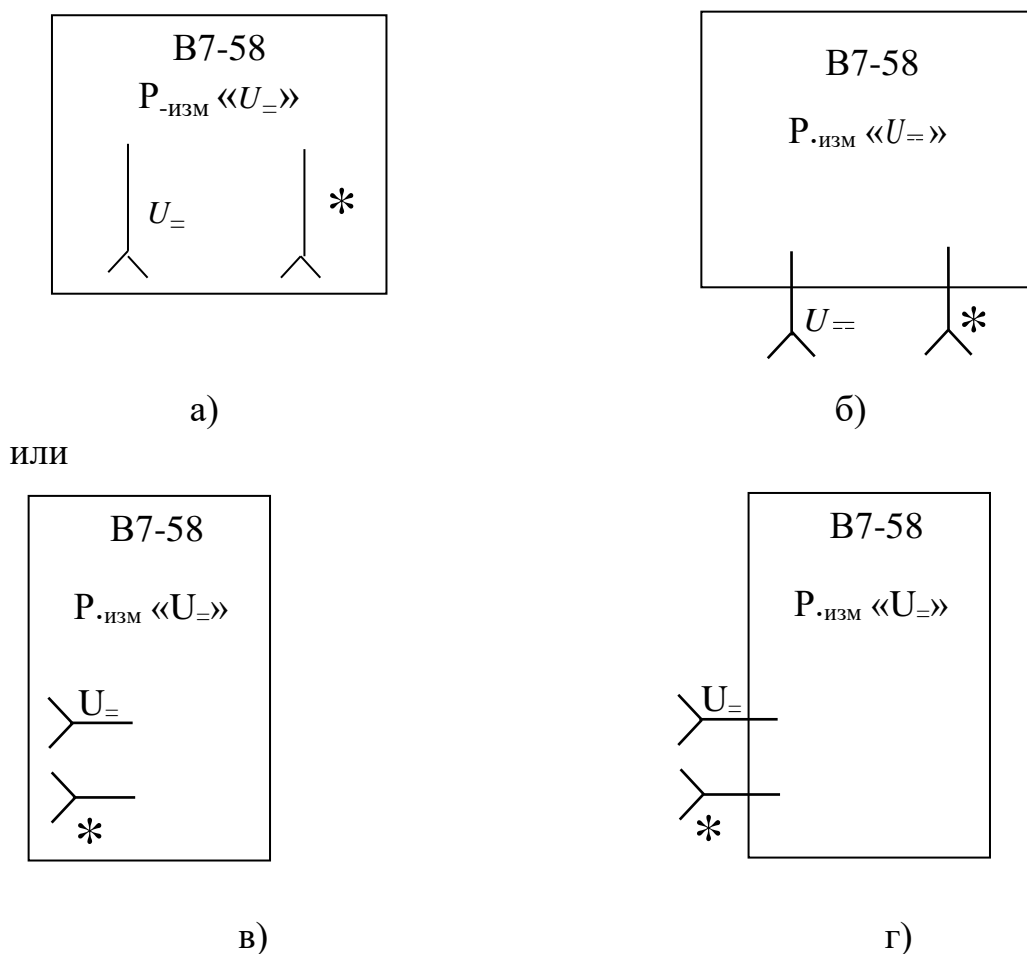 В7-58
Р-изм «U=»
U=
*
а)
В7-58
Р.изм «U=»
U=
*
б)
или
В7-58
Р.изм «U=»
U=
*
в)
В7-58
Р.изм «U=»
U=
*
г)